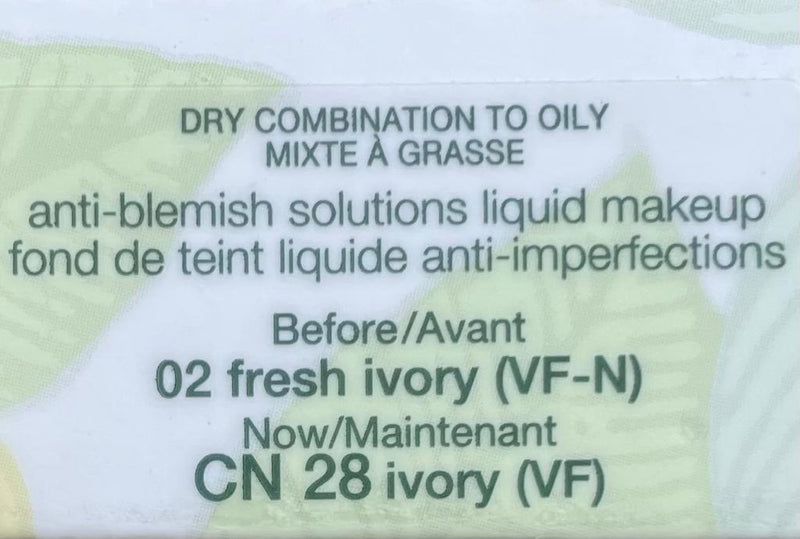 DRY COMBINATION TO OILY
MIXTE À GRASSE
anti-blemish solutions liquid makeup
fond de teint liquide anti-imperfections
Before/Avant
02 fresh ivory (VF-N)
Now/Maintenant
CN 28 ivory (VF)